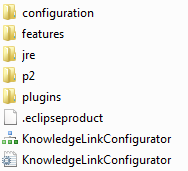 configuration
features
jre
p2
plugins
.eclipseproduct
KnowledgeLinkConfigurator
KnowledgeLinkConfigurator